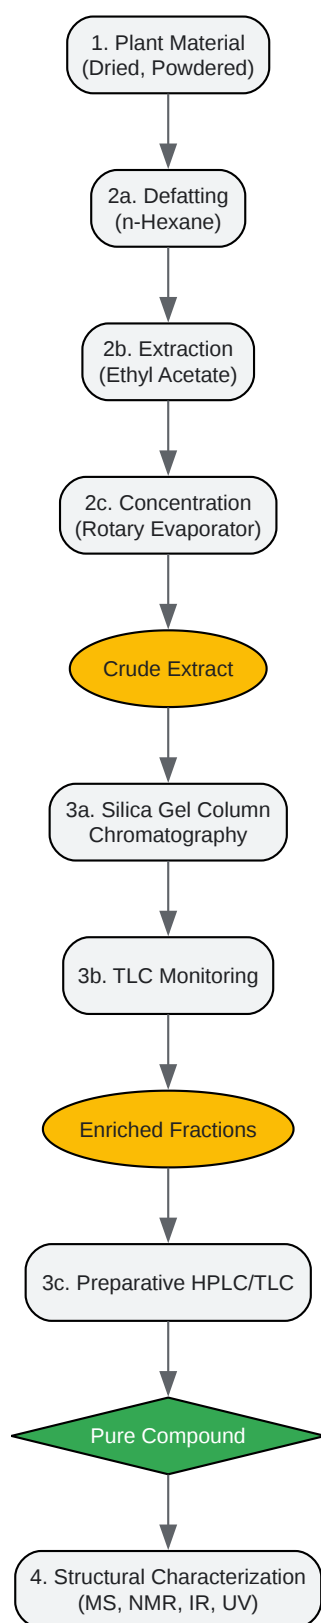 1. Plant Material
(Dried, Powdered)
2a. Defatting
(n-Hexane)
2b. Extraction
(Ethyl Acetate)
2c. Concentration
(Rotary Evaporator)
Crude Extract
3a. Silica Gel Column
Chromatography
3b. TLC Monitoring
Enriched Fractions
3c. Preparative HPLC/TLC
Pure Compound
4. Structural Characterization
(MS, NMR, IR, UV)